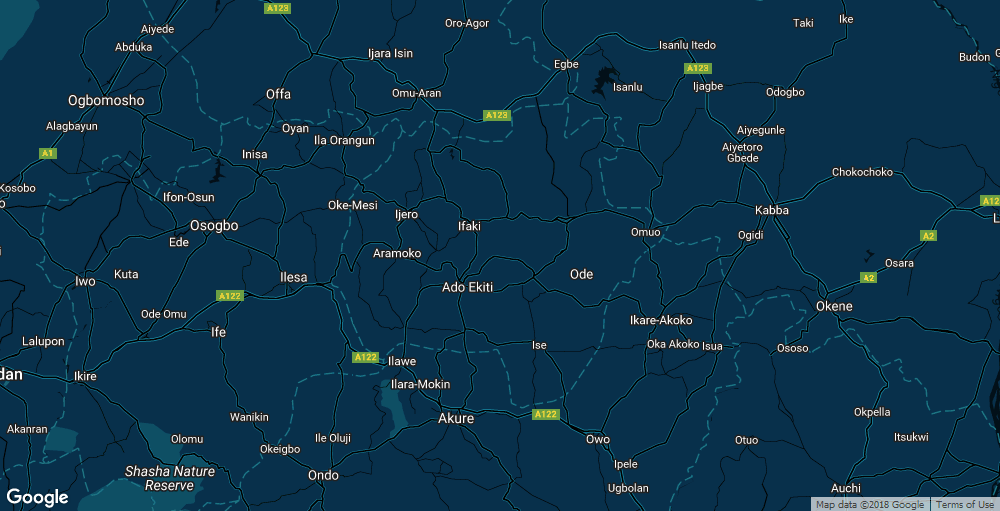 A123
Oro-Agor
Taki
Ike
Aiyede
Abduka
Ijara Isin
Isanlu Itedo
Egbe
Budon
A123
Isanlu
Ijagbe
Odogbo
Ogbomosho
Offa
Omu-Aran
A123
Alagbayun
Oyan
Ila Orangun
Aiyegunle
Aiyetoro
Gbede
A1
Inisa
Chokochoko
Kosobo
o
Ifon-Osun
Oke-Mesi
Ijero
Ifaki
Kabba
A12
L
Osogbo
Omuo
Ogidi
A2
Ede
Aramoko
Osara
Iwo
Kuta
Ilesa
Ado Ekiti
Ode
A2
A122
Okene
Ode Omu
Ife
Ikare-Akoko
Lalupon
Ise
Oka Akoko
Isua
Ososo
A122
Ilawe
dan
Ikire
Ilara-Mokin
Wanikin
Akure
A122
Okpella
Akanran
Olomu
Ile Oluji
Okeigbo
Owo
Otuo
Itsukwi
Shasha Nature
Reserve
Ondo
Ipele
Ugbolan
Auchi
Google
Map data ©2018 Google
Terms of Use